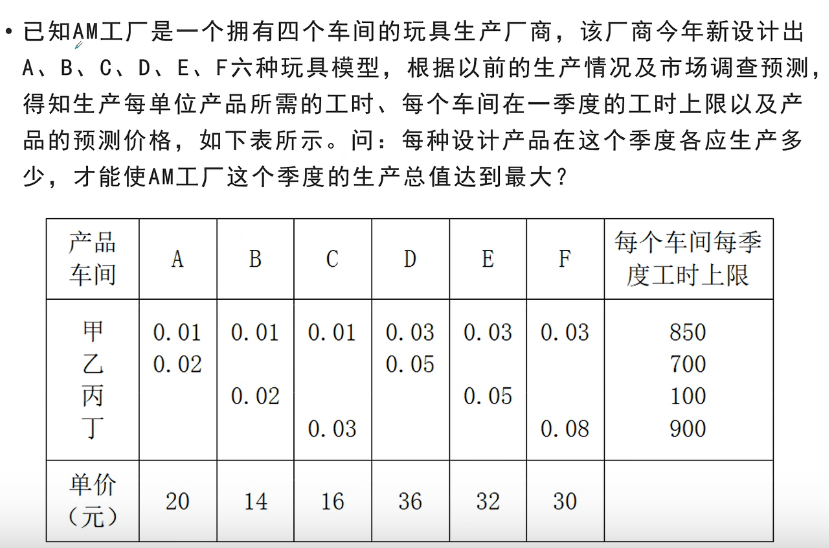 • 已知AM工厂是一个拥有四个车间的玩具生产厂商，该厂商今年新设计出
A、B、C、D、E、F六种玩具模型，根据以前的生产情况及市场调查预测，
得知生产每单位产品所需的工时、每个车间在一季度的工时上限以及产
品的预测价格，如下表所示。问：每种设计产品在这个季度各应生产多
少，才能使AM工厂这个季度的生产总值达到最大？
产品
车间
A B C D E F
每个车间每季
度工时上限
甲 0.01 0.01 0.01 0.03 0.03 0.03 850
乙 0.02 0.05 700
丙 0.02 0.05 100
丁 0.03 0.08 900
单价
（元）
20 14 16 36 32 30